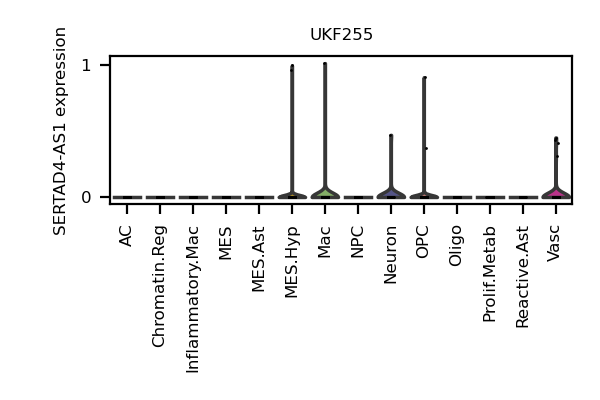 UKF255
SERTAD4-AS1 expression
1
0
AC
Chromatin.Reg
Inflammatory.Mac
MES
MES.Ast
MES.Hyp
Mac
NPC
Neuron
OPC
Oligo
Prolif.Metab
Reactive.Ast
Vasc